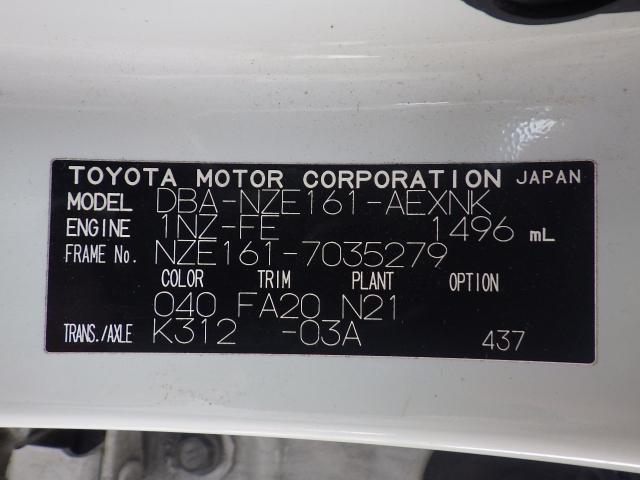 TOYOTA MOTOR CORPORATION JAPAN
MODEL DBA-NZE161-AEXNK
ENGINE 1NZ-FE 1496 mL
FRAME No. NZE161-7035279
COLOR TRIM PLANT OPTION
040 FA20 N21
TRANS./AXLE K312 -03A 437